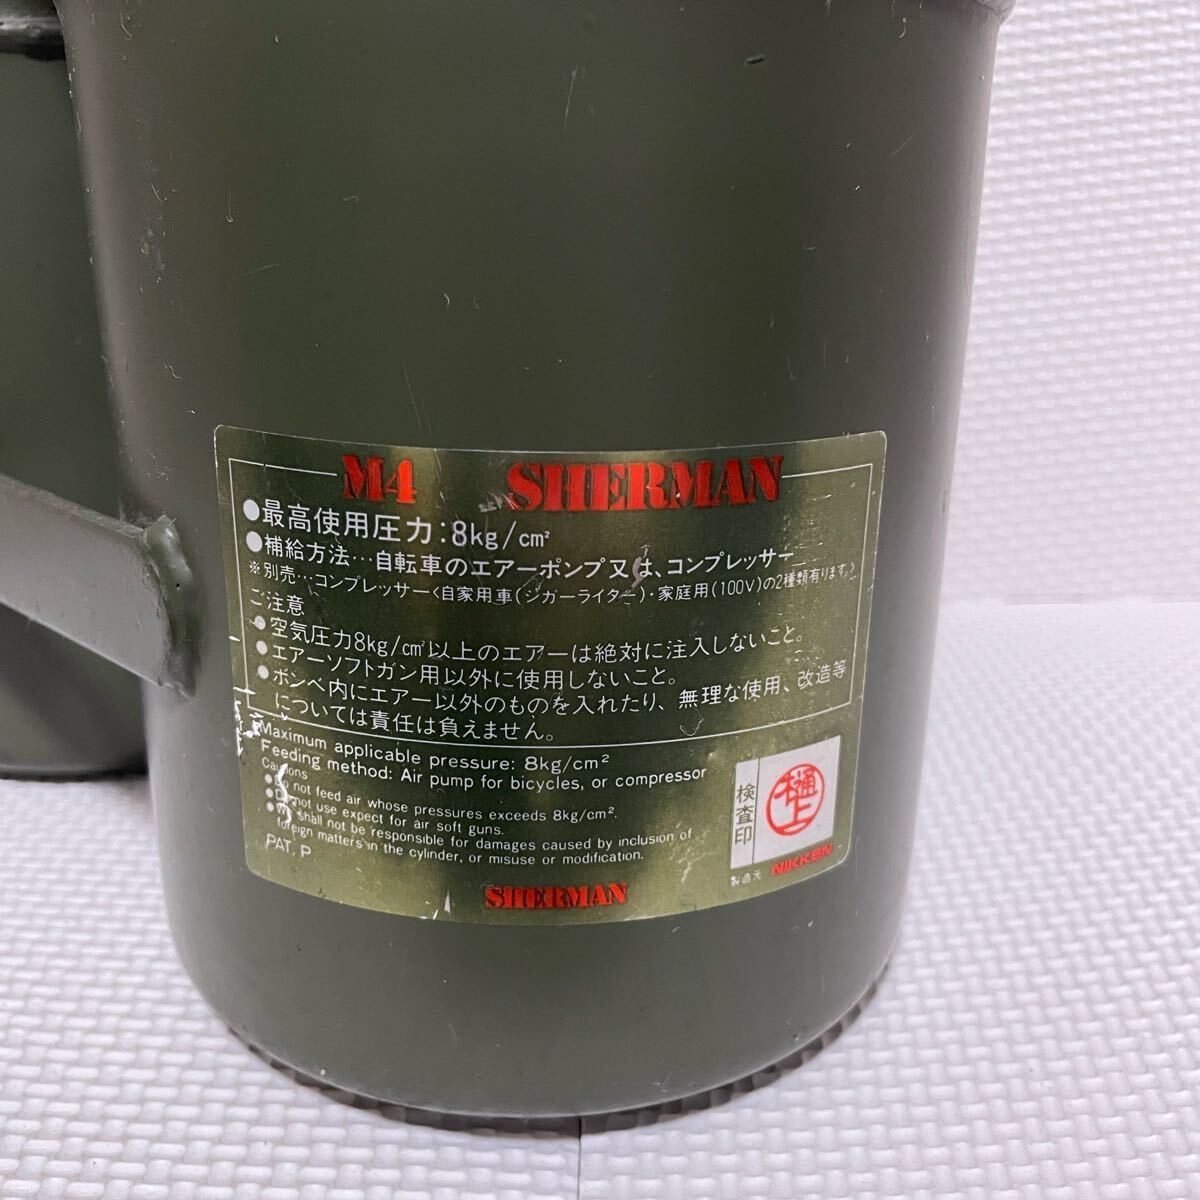 M4 SHERMAN
●最高使用圧力:8kg/cm²
●補給方法…自転車のエアーポンプ又は、コンプレッサー
※別売…コンプレッサー〈自家用車(シガーライター)・家庭用(100V)の2種類有ります。〉
ご注意
●空気圧力8kg/cm²以上のエアーは絶対に注入しないこと。
●エアーソフトガン用以外に使用しないこと。
●ボンベ内にエアー以外のものを入れたり、無理な使用、改造等
については責任は負えません。
Maximum applicable pressure: 8kg/cm²
Feeding method: Air pump for bicycles, or compressor
Cautions
●Do not feed air whose pressures exceeds 8kg/cm².
●Do not use expect for air soft guns.
●We shall not be responsible for damages caused by inclusion of
foreign matters in the cylinder, or misuse or modification.
PAT, P
検査印
樋上
製造元 NIKKEN
SHERMAN